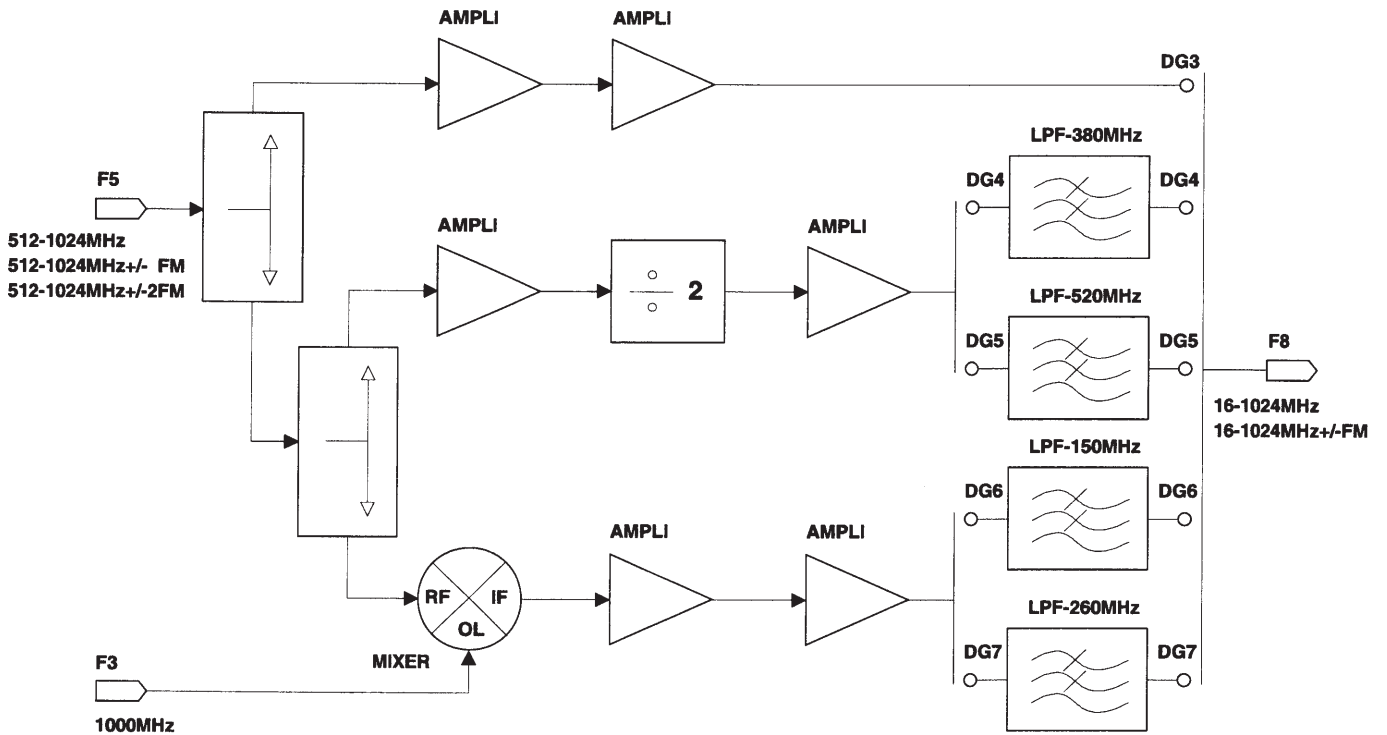 AMPLI
AMPLI
DG3
LPF-380MHz
F5
DG4
DG4
512-1024MHz
512-1024MHz+/- FM
512-1024MHz+/-2FM
AMPLI
÷ 2
AMPLI
LPF-520MHz
DG5
DG5
F8
16-1024MHz
16-1024MHz+/-FM
LPF-150MHz
DG6
DG6
AMPLI
AMPLI
RF
IF
OL
MIXER
LPF-260MHz
DG7
DG7
F3
1000MHz